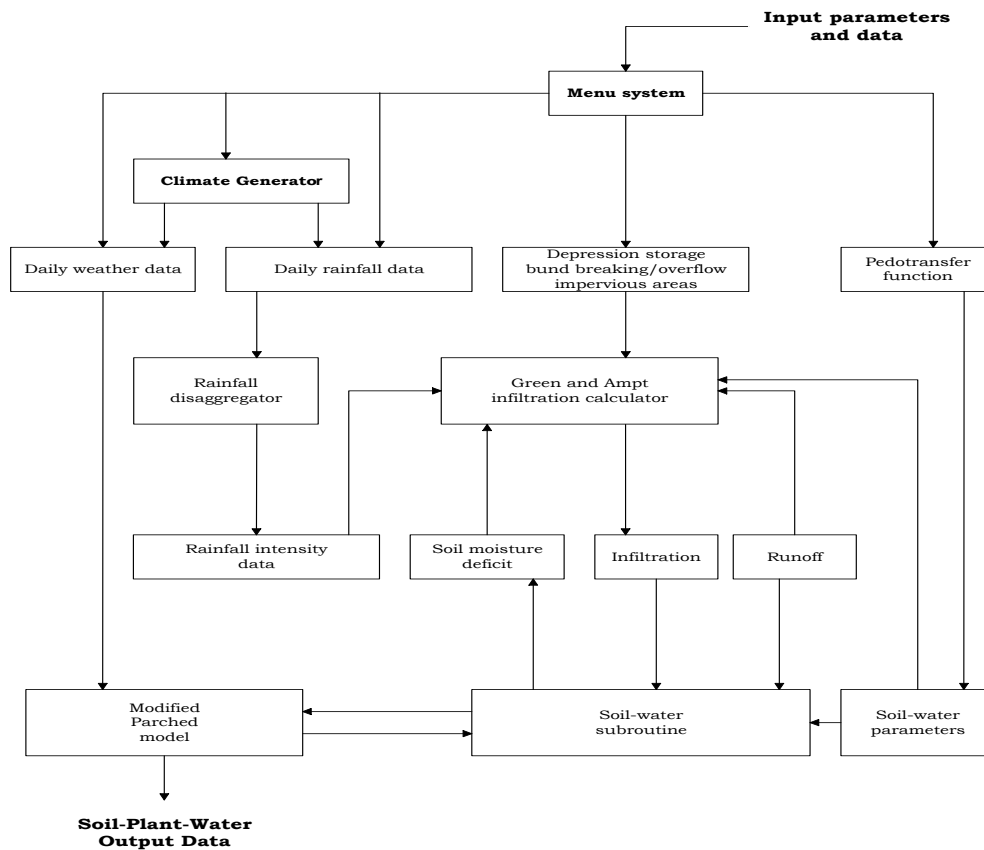 Input parameters
and data
Menu system
Climate Generator
Daily weather data
Daily rainfall data
Depression storage
bund breaking/overflow
impervious areas
Pedotransfer
function
Rainfall
disaggregator
Green and Ampt
infiltration calculator
Rainfall intensity
data
Soil moisture
deficit
Infiltration
Runoff
Modified
Parched
model
Soil-water
subroutine
Soil-water
parameters
Soil-Plant-Water
Output Data